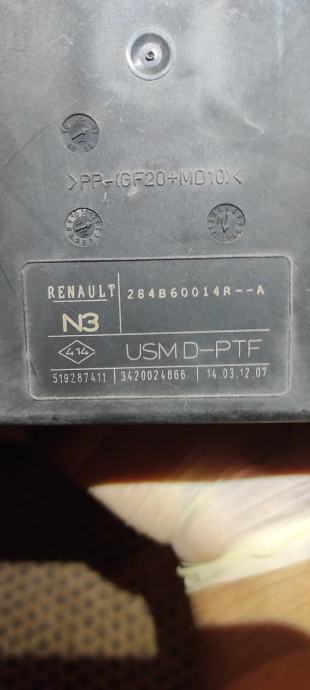 >PP-(GF20+MD10)<
RENAULT 284B60014R--A
N3
414 USM D-PTF
519287411 3420024866 14.03.12.07